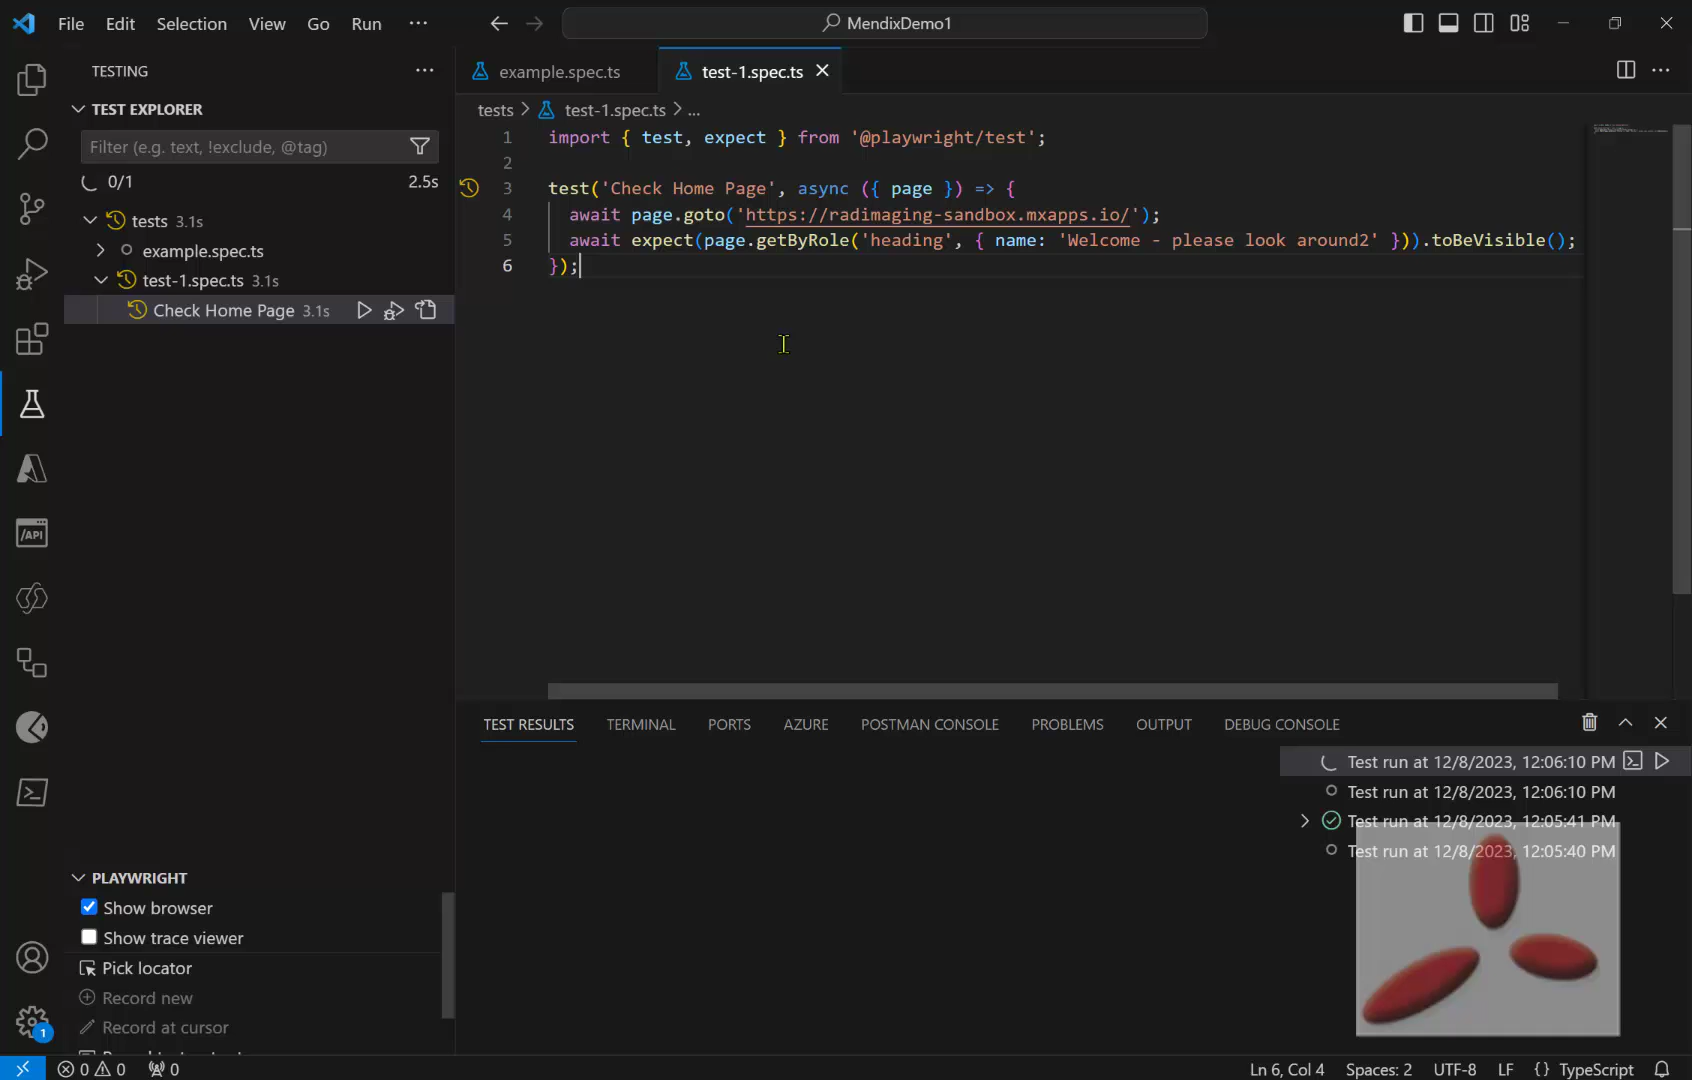 File Edit Selection View Go Run ··· MendixDemo1
TESTING
TEST EXPLORER
Filter (e.g. text, !exclude, @tag)
0/1 2.5s
tests 3.1s
example.spec.ts
test-1.spec.ts 3.1s
Check Home Page 3.1s
example.spec.ts test-1.spec.ts
tests > test-1.spec.ts > ...
1 import { test, expect } from '@playwright/test';
2
3 test('Check Home Page', async ({ page }) => {
4 await page.goto('https://radimaging-sandbox.mxapps.io/');
5 await expect(page.getByRole('heading', { name: 'Welcome - please look around2' })).toBeVisible();
6 });
/API
TEST RESULTS TERMINAL PORTS AZURE POSTMAN CONSOLE PROBLEMS OUTPUT DEBUG CONSOLE
Test run at 12/8/2023, 12:06:10 PM
Test run at 12/8/2023, 12:06:10 PM
Test run at 12/8/2023, 12:05:41 PM
Test run at 12/8/2023, 12:05:40 PM
PLAYWRIGHT
Show browser
Show trace viewer
Pick locator
Record new
Record at cursor
1
0 0 0 Ln 6, Col 4 Spaces: 2 UTF-8 LF {} TypeScript